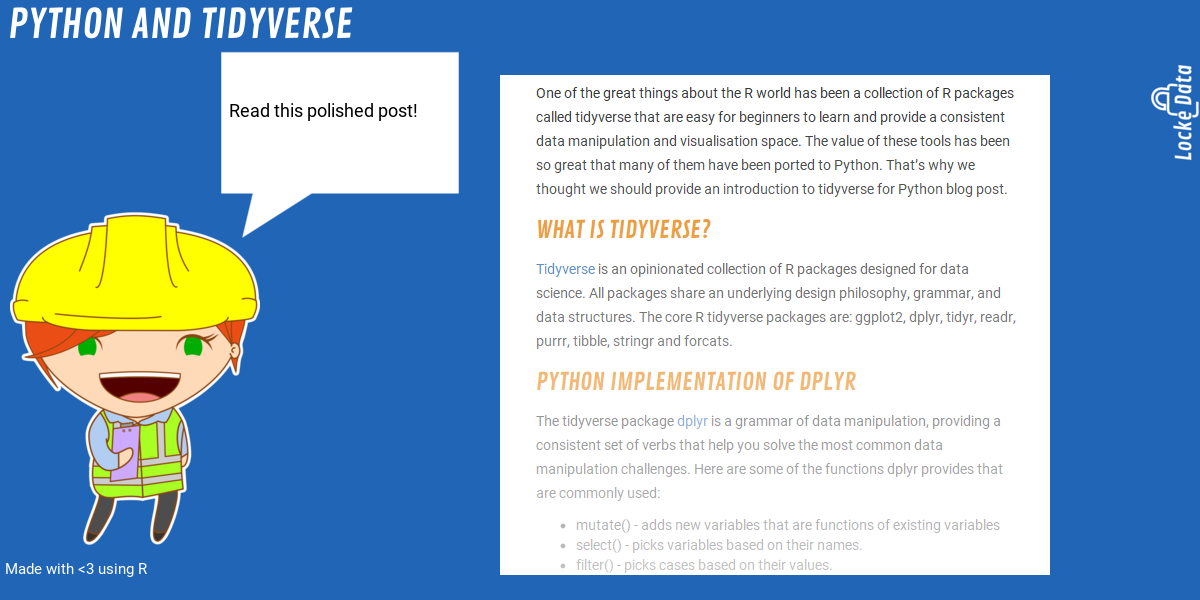 PYTHON AND TIDYVERSE
Read this polished post!
One of the great things about the R world has been a collection of R packages
called tidyverse that are easy for beginners to learn and provide a consistent
data manipulation and visualisation space. The value of these tools has been
so great that many of them have been ported to Python. That’s why we
thought we should provide an introduction to tidyverse for Python blog post.
WHAT IS TIDYVERSE?
Tidyverse is an opinionated collection of R packages designed for data
science. All packages share an underlying design philosophy, grammar, and
data structures. The core R tidyverse packages are: ggplot2, dplyr, tidyr, readr,
purrr, tibble, stringr and forcats.
PYTHON IMPLEMENTATION OF DPLYR
The tidyverse package dplyr is a grammar of data manipulation, providing a
consistent set of verbs that help you solve the most common data
manipulation challenges. Here are some of the functions dplyr provides that
are commonly used:
• mutate() - adds new variables that are functions of existing variables
• select() - picks variables based on their names.
• filter() - picks cases based on their values.
Locke Data
Made with <3 using R